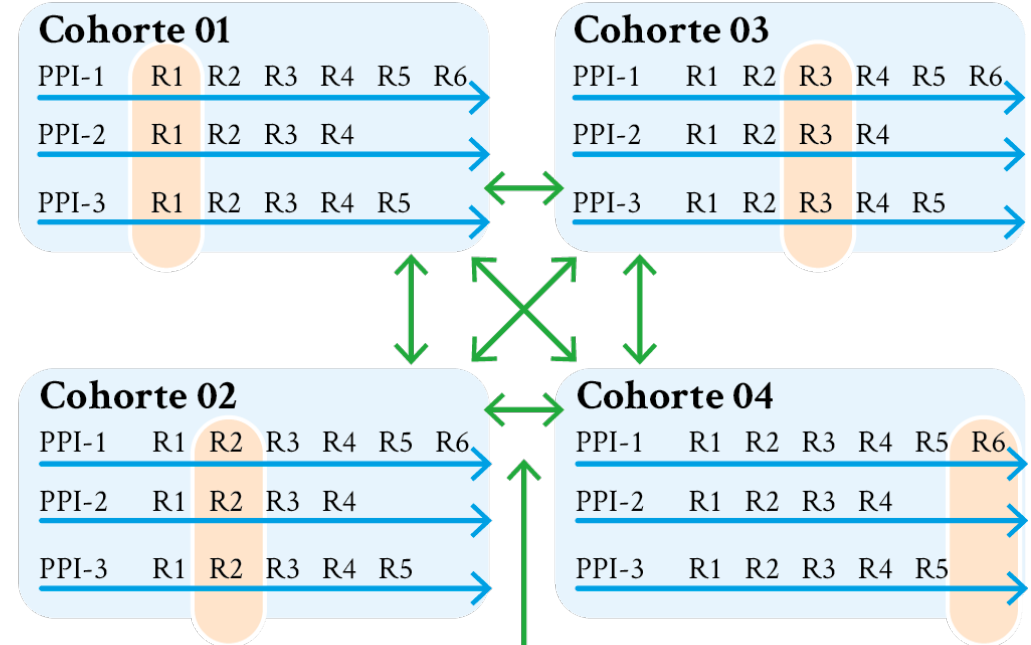 Cohorte 01
PPI-1 R1 R2 R3 R4 R5 R6
PPI-2 R1 R2 R3 R4
PPI-3 R1 R2 R3 R4 R5
Cohorte 03
PPI-1 R1 R2 R3 R4 R5 R6
PPI-2 R1 R2 R3 R4
PPI-3 R1 R2 R3 R4 R5
Cohorte 02
PPI-1 R1 R2 R3 R4 R5 R6
PPI-2 R1 R2 R3 R4
PPI-3 R1 R2 R3 R4 R5
Cohorte 04
PPI-1 R1 R2 R3 R4 R5 R6
PPI-2 R1 R2 R3 R4
PPI-3 R1 R2 R3 R4 R5